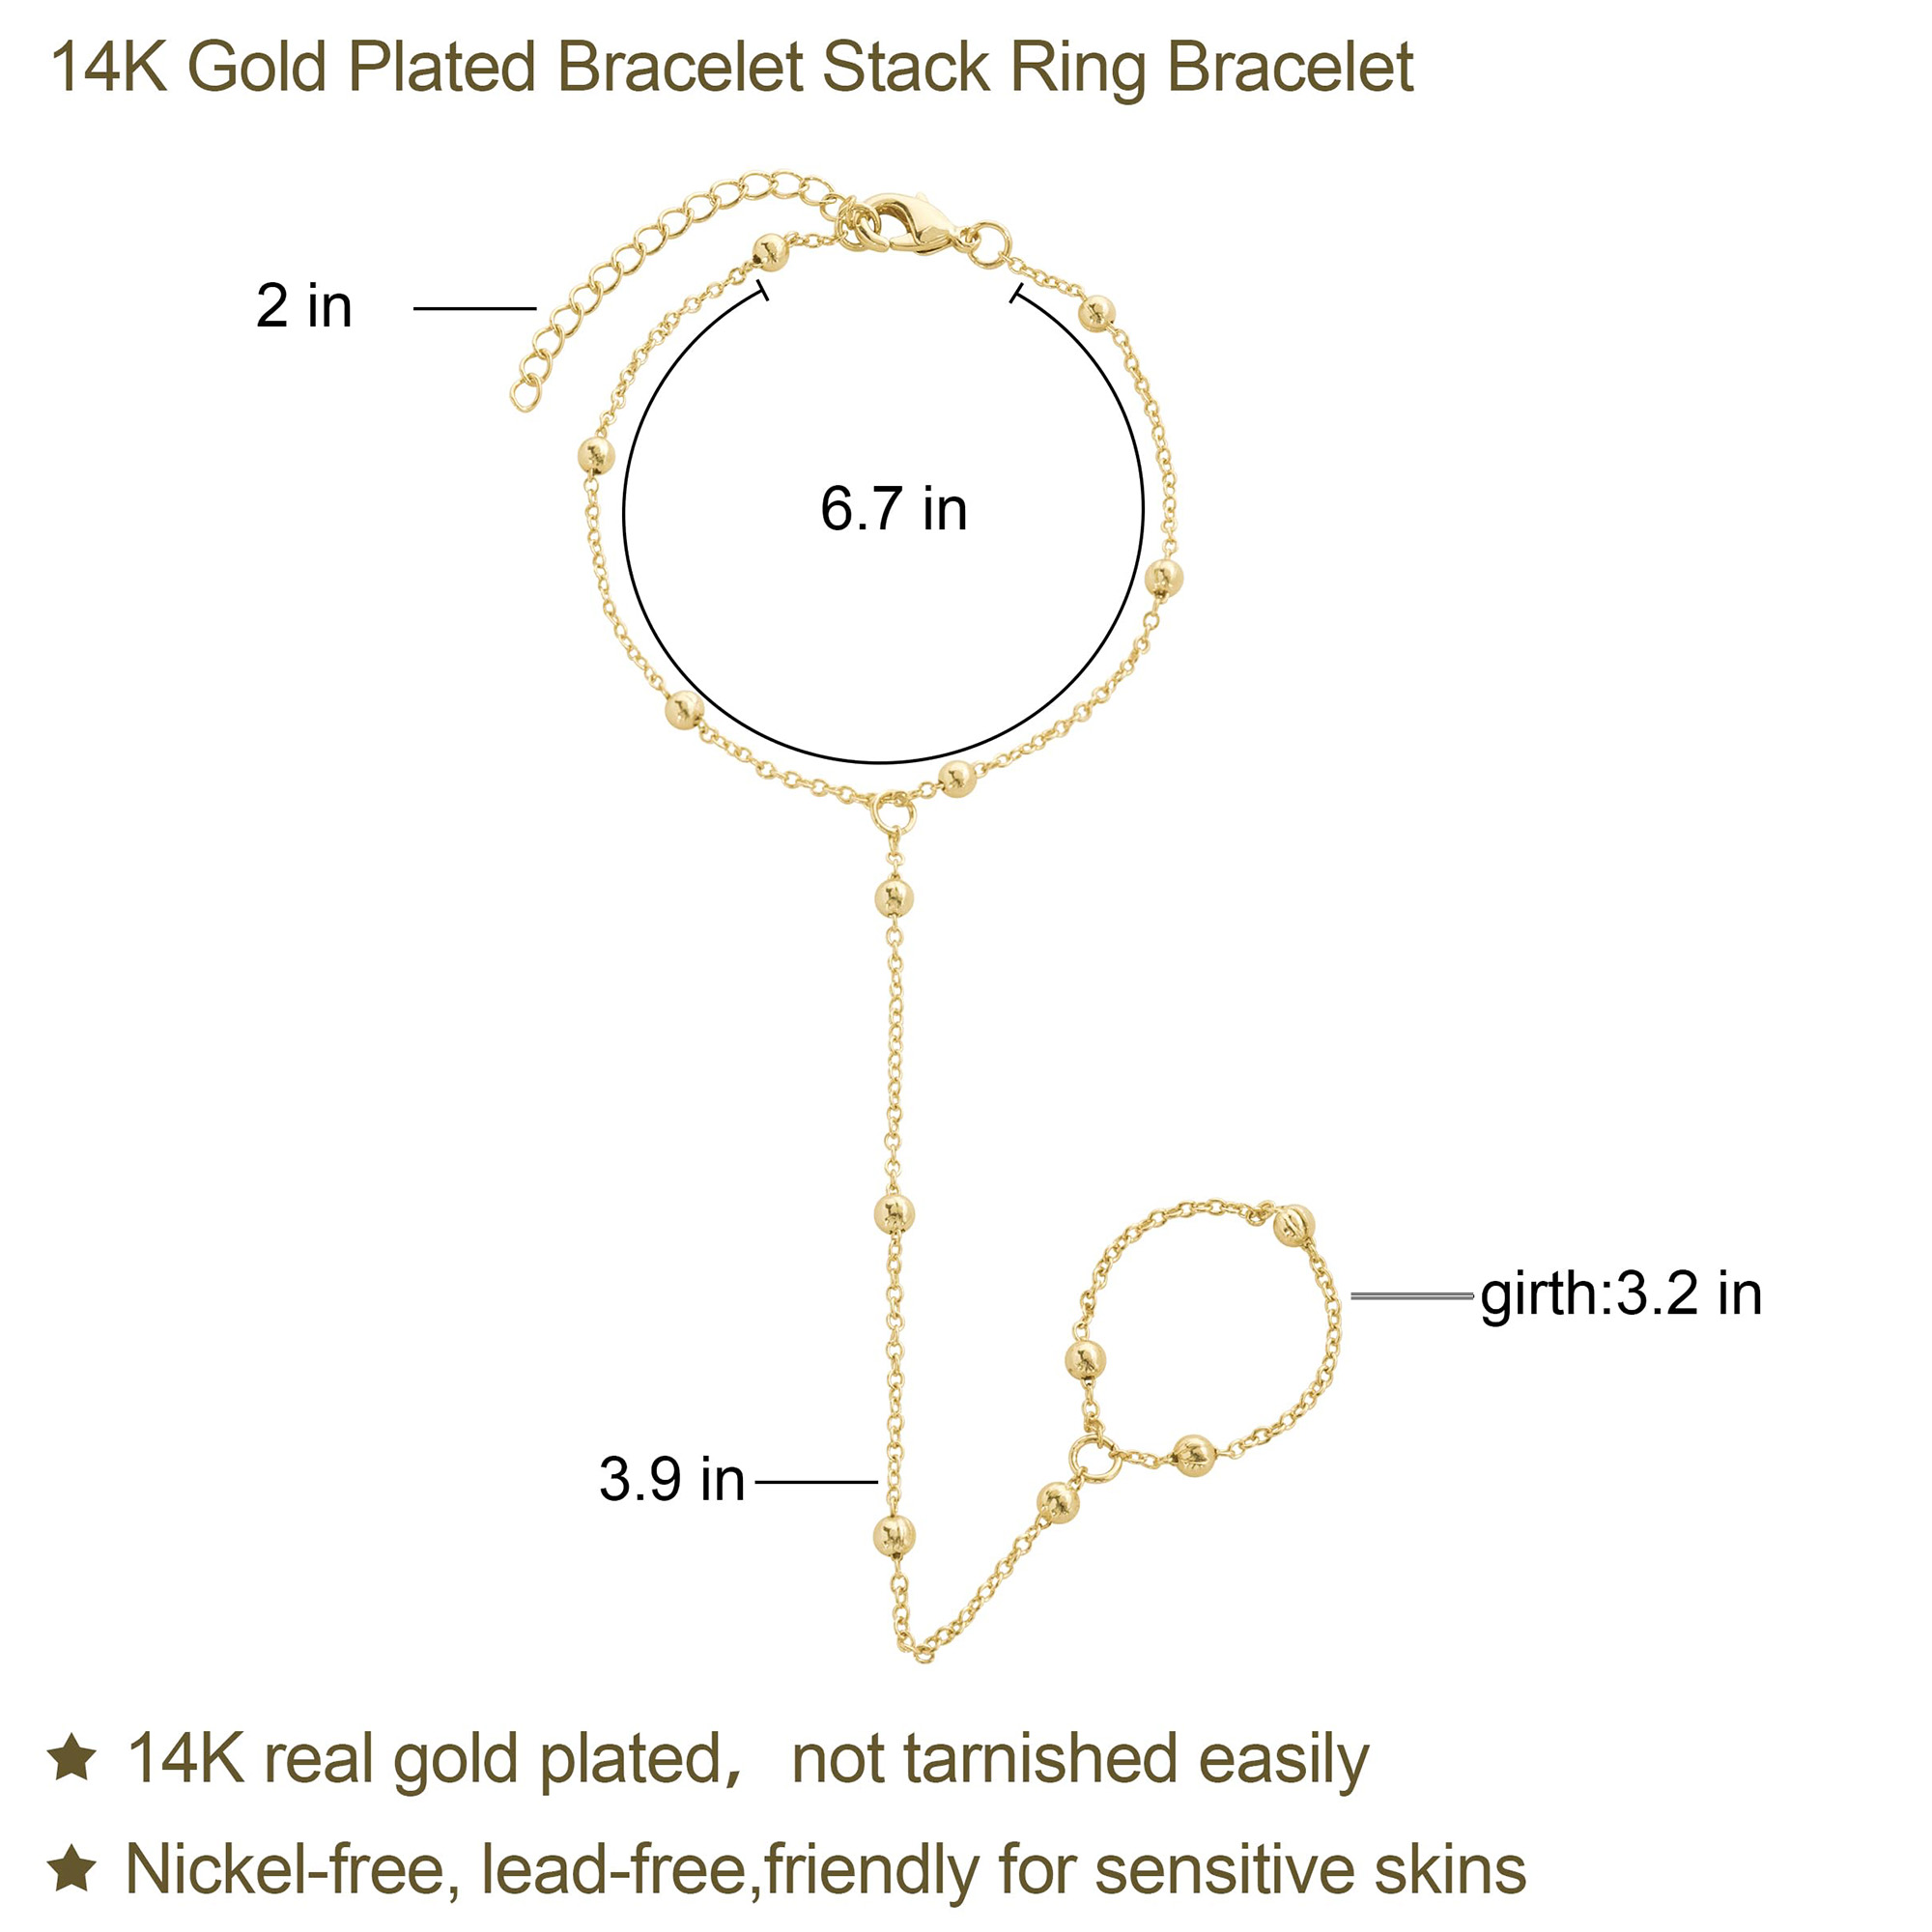 14K Gold Plated Bracelet Stack Ring Bracelet
2 in
6.7 in
girth:3.2 in
3.9 in
★ 14K real gold plated， not tarnished easily
★ Nickel-free, lead-free,friendly for sensitive skins